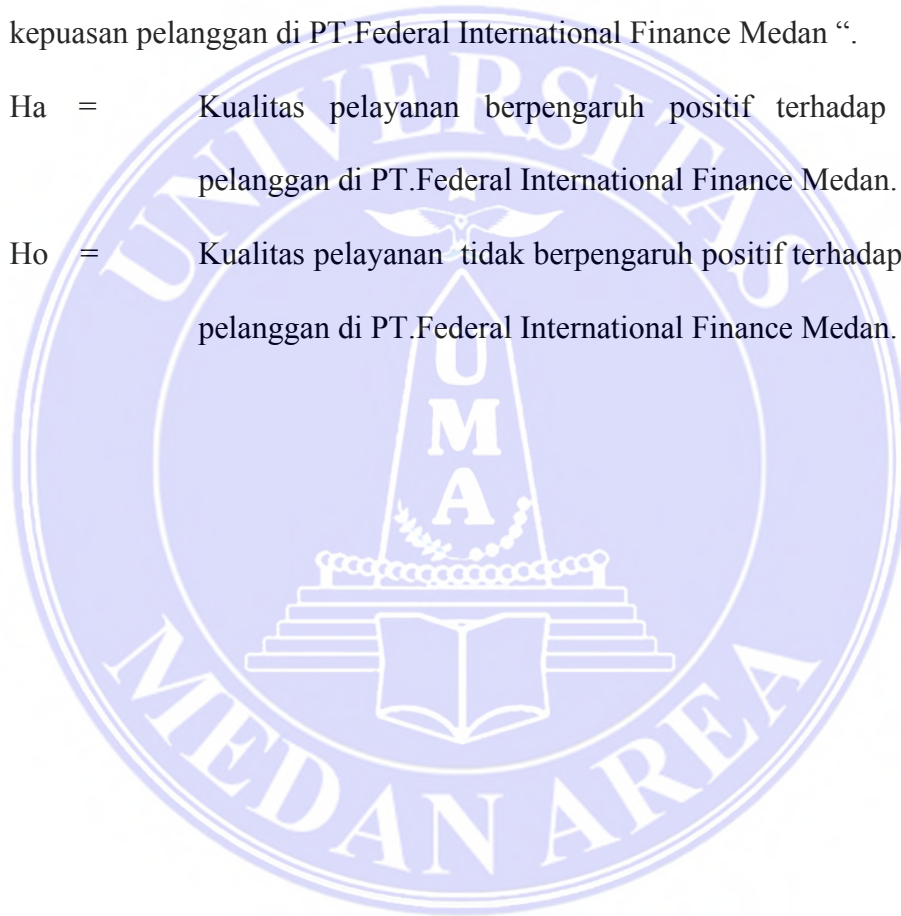 kepuasan pelanggan di PT.Federal International Finance Medan “.
Ha = Kualitas pelayanan berpengaruh positif terhadap
pelanggan di PT.Federal International Finance Medan.
Ho = Kualitas pelayanan tidak berpengaruh positif terhadap
pelanggan di PT.Federal International Finance Medan.
UNIVERSITAS
UMA
MEDAN AREA